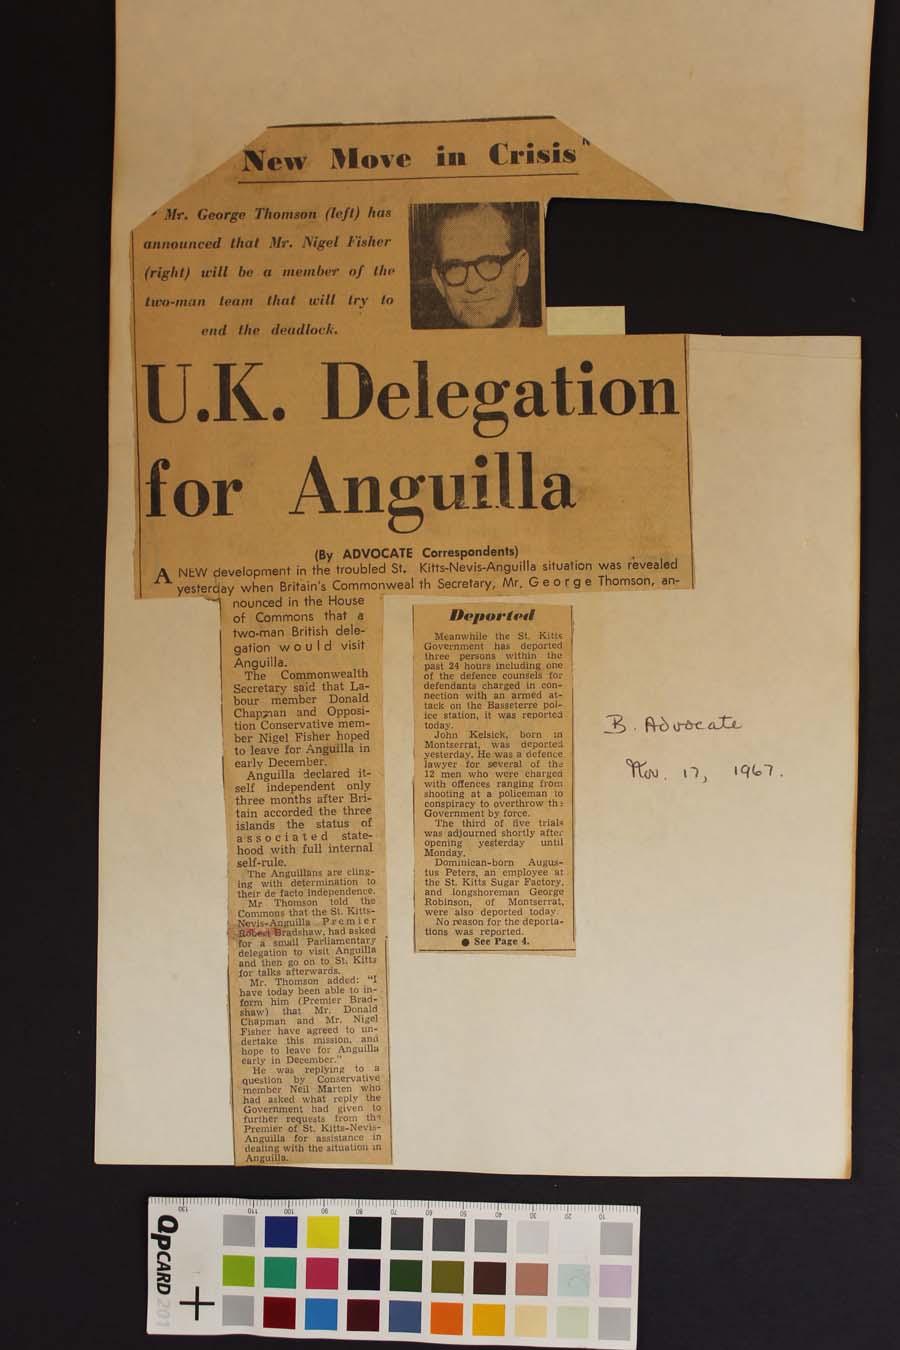 New Move in Crisis
Mr. George Thomson (left) has
announced that Mr. Nigel Fisher
(right) will be a member of the
two-man team that will try to
end the deadlock.
U.K. Delegation
for Anguilla
(By ADVOCATE Correspondents)
A NEW development in the troubled St. Kitts-Nevis-Anguilla situation was revealed
yesterday when Britain's Commonweal th Secretary, Mr. George Thomson, an-
nounced in the House
of Commons that a
two-man British dele-
gation would visit
Anguilla.
The Commonwealth
Secretary said that La-
bour member Donald
Chapman and Opposi-
tion Conservative mem-
ber Nigel Fisher hoped
to leave for Anguilla in
early December.
Anguilla declared it-
self independent only
three months after Bri-
tain accorded the three
islands the status of
associated state-
hood with full internal
self-rule.
The Anguillans are cling-
ing with determination to
their de facto independence.
Mr Thomson told the
Commons that the St. Kitts-
Nevis-Anguilla Premier
Robert Bradshaw, had asked
for a small Parliamentary
delegation to visit Anguilla
and then go on to St. Kitts
for talks afterwards.
Mr. Thomson added: "I
have today been able to in-
form him (Premier Brad-
shaw) that Mr. Donald
Chapman and Mr. Nigel
Fisher have agreed to un-
dertake this mission, and
hope to leave for Anguilla
early in December."
He was replying to a
question by Conservative
member Neil Marten who
had asked what reply the
Government had given to
further requests from the
Premier of St. Kitts-Nevis-
Anguilla for assistance in
dealing with the situation in
Anguilla.
Deported
Meanwhile the St. Kitts
Government has deported
three persons within the
past 24 hours including one
of the defence counsels for
defendants charged in con-
nection with an armed at-
tack on the Basseterre pol-
ice station, it was reported
today.
John Kelsick, born in
Montserrat, was deported
yesterday. He was a defence
lawyer for several of the
12 men who were charged
with offences ranging from
shooting at a policeman to
conspiracy to overthrow the
Government by force.
The third of five trials
was adjourned shortly after
opening yesterday until
Monday.
Dominican-born Augus-
tus Peters, an employee at
the St. Kitts Sugar Factory,
and longshoreman George
Robinson, of Montserrat,
were also deported today.
No reason for the deporta-
tions was reported.
● See Page 4.
B. Advocate
Nov. 17, 1967.
130 110 100 90 80 70 60 50 40 30 20 10
QPCARD 201